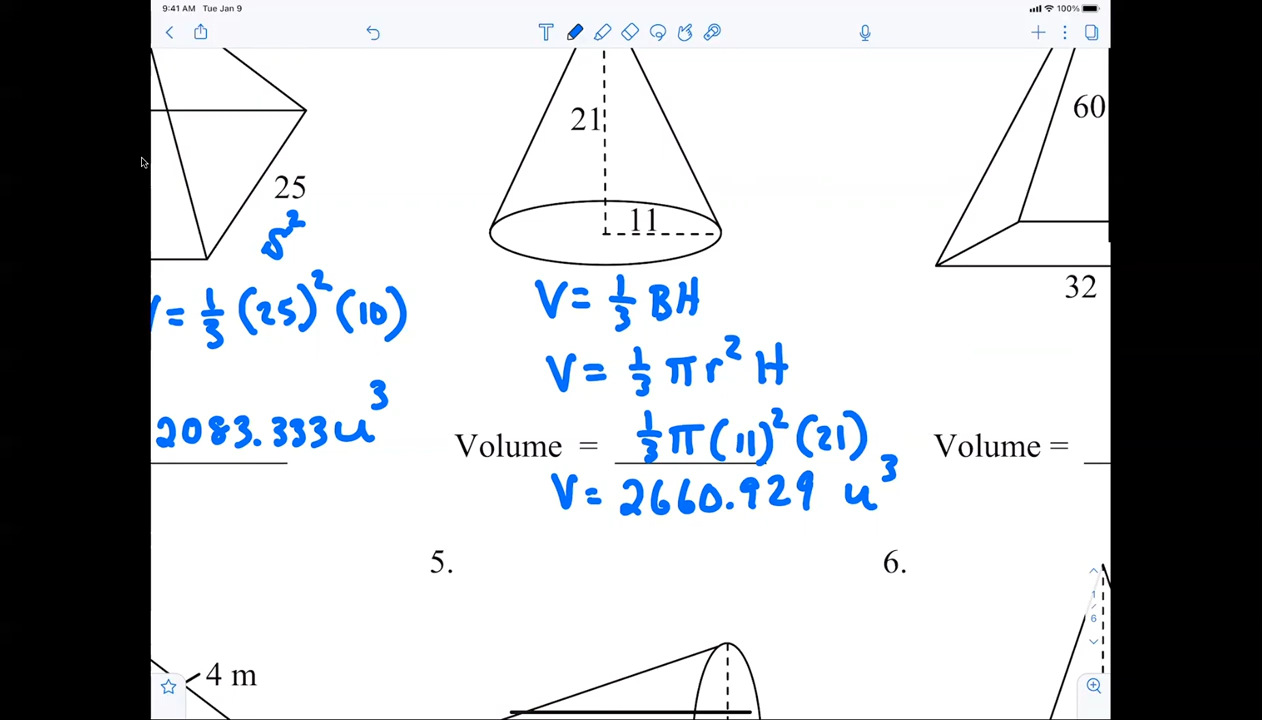 9:41 AM Tue Jan 9
100%
T
25
s²
V = 1/3 (25)² (10)
2083.333 u³
21
11
V = 1/3 BH
V = 1/3 π r² H
Volume = 1/3 π (11)² (21)
V = 2660.929 u³
60
32
Volume =
5.
6.
4 m
1
/
6